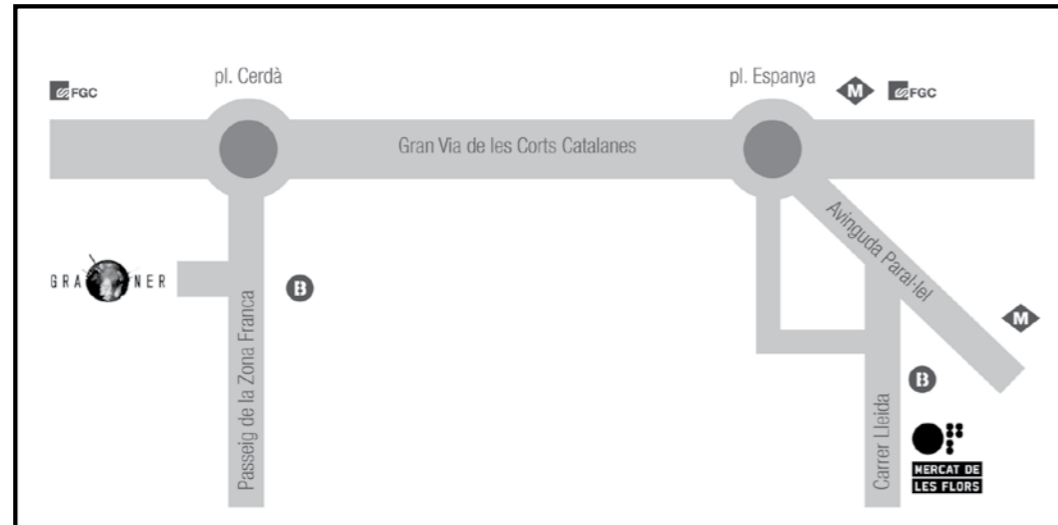 pl. Cerdà
pl. Espanya
FGC
M
FGC
Gran Via de les Corts Catalanes
Avinguda Paral·lel
GRA NER
B
M
Passeig de la Zona Franca
B
Carrer Lleida
MERCAT DE
LES FLORS